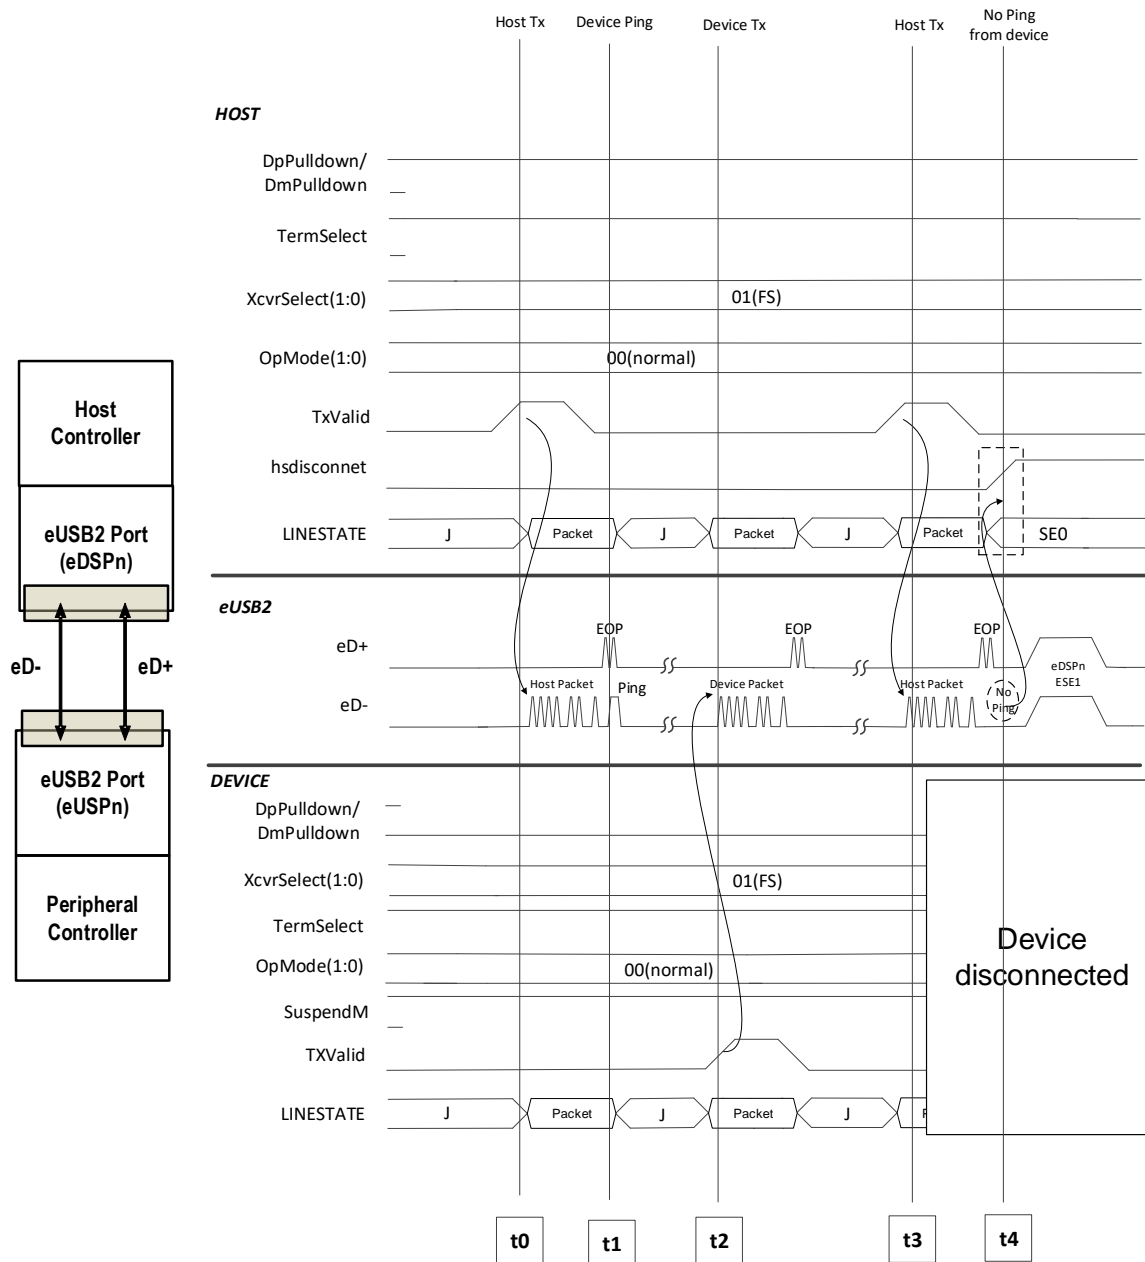 Host Tx
Device Ping
Device Tx
Host Tx
No Ping
from device
HOST
DpPulldown/
DmPulldown
TermSelect
XcvrSelect(1:0)
01(FS)
OpMode(1:0)
00(normal)
TxValid
hsdisconnet
LINESTATE
J
Packet
J
Packet
J
Packet
SE0
Host
Controller
eUSB2 Port
(eDSPn)
eD-
eD+
eUSB2 Port
(eUSPn)
Peripheral
Controller
eUSB2
eD+
EOP
EOP
EOP
eDSPn
ESE1
eD-
Host Packet
Ping
Device Packet
Host Packet
No
Ping
DEVICE
DpPulldown/
DmPulldown
XcvrSelect(1:0)
01(FS)
TermSelect
OpMode(1:0)
00(normal)
SuspendM
TXValid
LINESTATE
J
Packet
J
Packet
J
Device
disconnected
t0
t1
t2
t3
t4